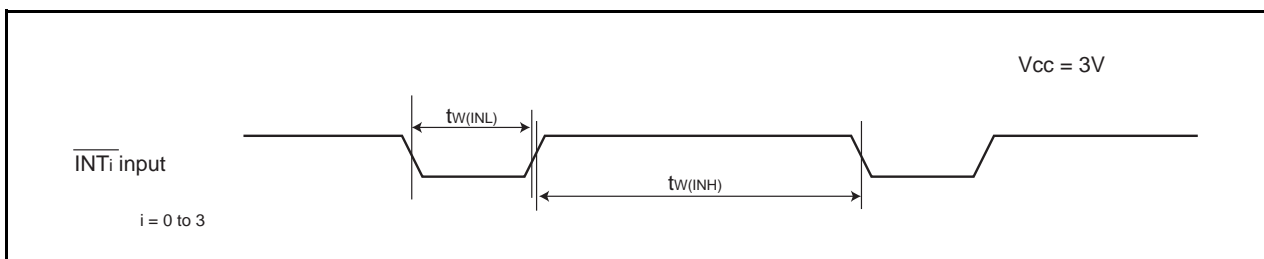 Vcc = 3V
tW(INL)
INTi input
tW(INH)
i = 0 to 3